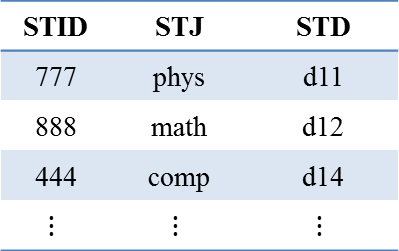 STID STJ STD
777 phys d11
888 math d12
444 comp d14
⋮ ⋮ ⋮